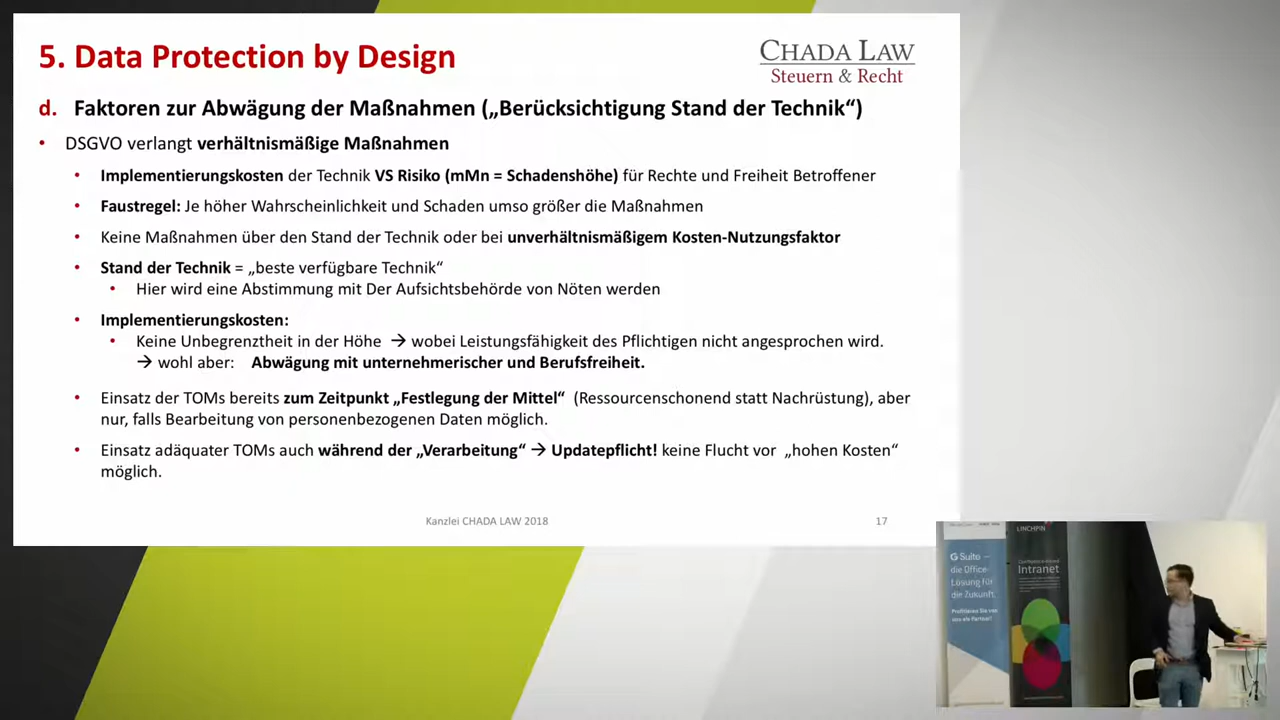 5. Data Protection by Design
CHADA LAW
Steuern & Recht
d. Faktoren zur Abwägung der Maßnahmen („Berücksichtigung Stand der Technik“)
• DSGVO verlangt verhältnismäßige Maßnahmen
• Implementierungskosten der Technik VS Risiko (mMn = Schadenshöhe) für Rechte und Freiheit Betroffener
• Faustregel: Je höher Wahrscheinlichkeit und Schaden umso größer die Maßnahmen
• Keine Maßnahmen über den Stand der Technik oder bei unverhältnismäßigem Kosten-Nutzungsfaktor
• Stand der Technik = „beste verfügbare Technik“
• Hier wird eine Abstimmung mit Der Aufsichtsbehörde von Nöten werden
• Implementierungskosten:
• Keine Unbegrenztheit in der Höhe → wobei Leistungsfähigkeit des Pflichtigen nicht angesprochen wird.
→ wohl aber: Abwägung mit unternehmerischer und Berufsfreiheit.
• Einsatz der TOMs bereits zum Zeitpunkt „Festlegung der Mittel“ (Ressourcenschonend statt Nachrüstung), aber
nur, falls Bearbeitung von personenbezogenen Daten möglich.
• Einsatz adäquater TOMs auch während der „Verarbeitung“ → Updatepflicht! keine Flucht vor „hohen Kosten“
möglich.
Kanzlei CHADA LAW 2018
17
G Suite –
die Office-
Lösung für
die Zukunft.
Profitieren Sie von
uns als Partner!
LINCHPIN
Intranet